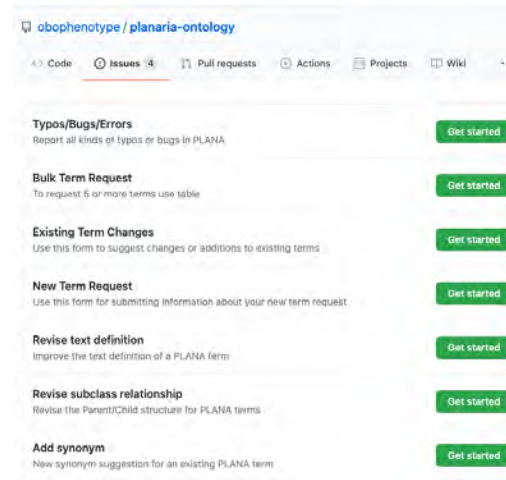 obophenotype / planaria-ontology
<> Code Issues 4 Pull requests Actions Projects Wiki
Typos/Bugs/Errors
Report all kinds of typos or bugs in PLANA
Get started
Bulk Term Request
To request 5 or more terms use table
Get started
Existing Term Changes
Use this form to suggest changes or additions to existing terms
Get started
New Term Request
Use this form for submitting information about your new term request
Get started
Revise text definition
Improve the text definition of a PLANA term
Get started
Revise subclass relationship
Revise the Parent/Child structure for PLANA terms
Get started
Add synonym
New synonym suggestion for an existing PLANA term
Get started